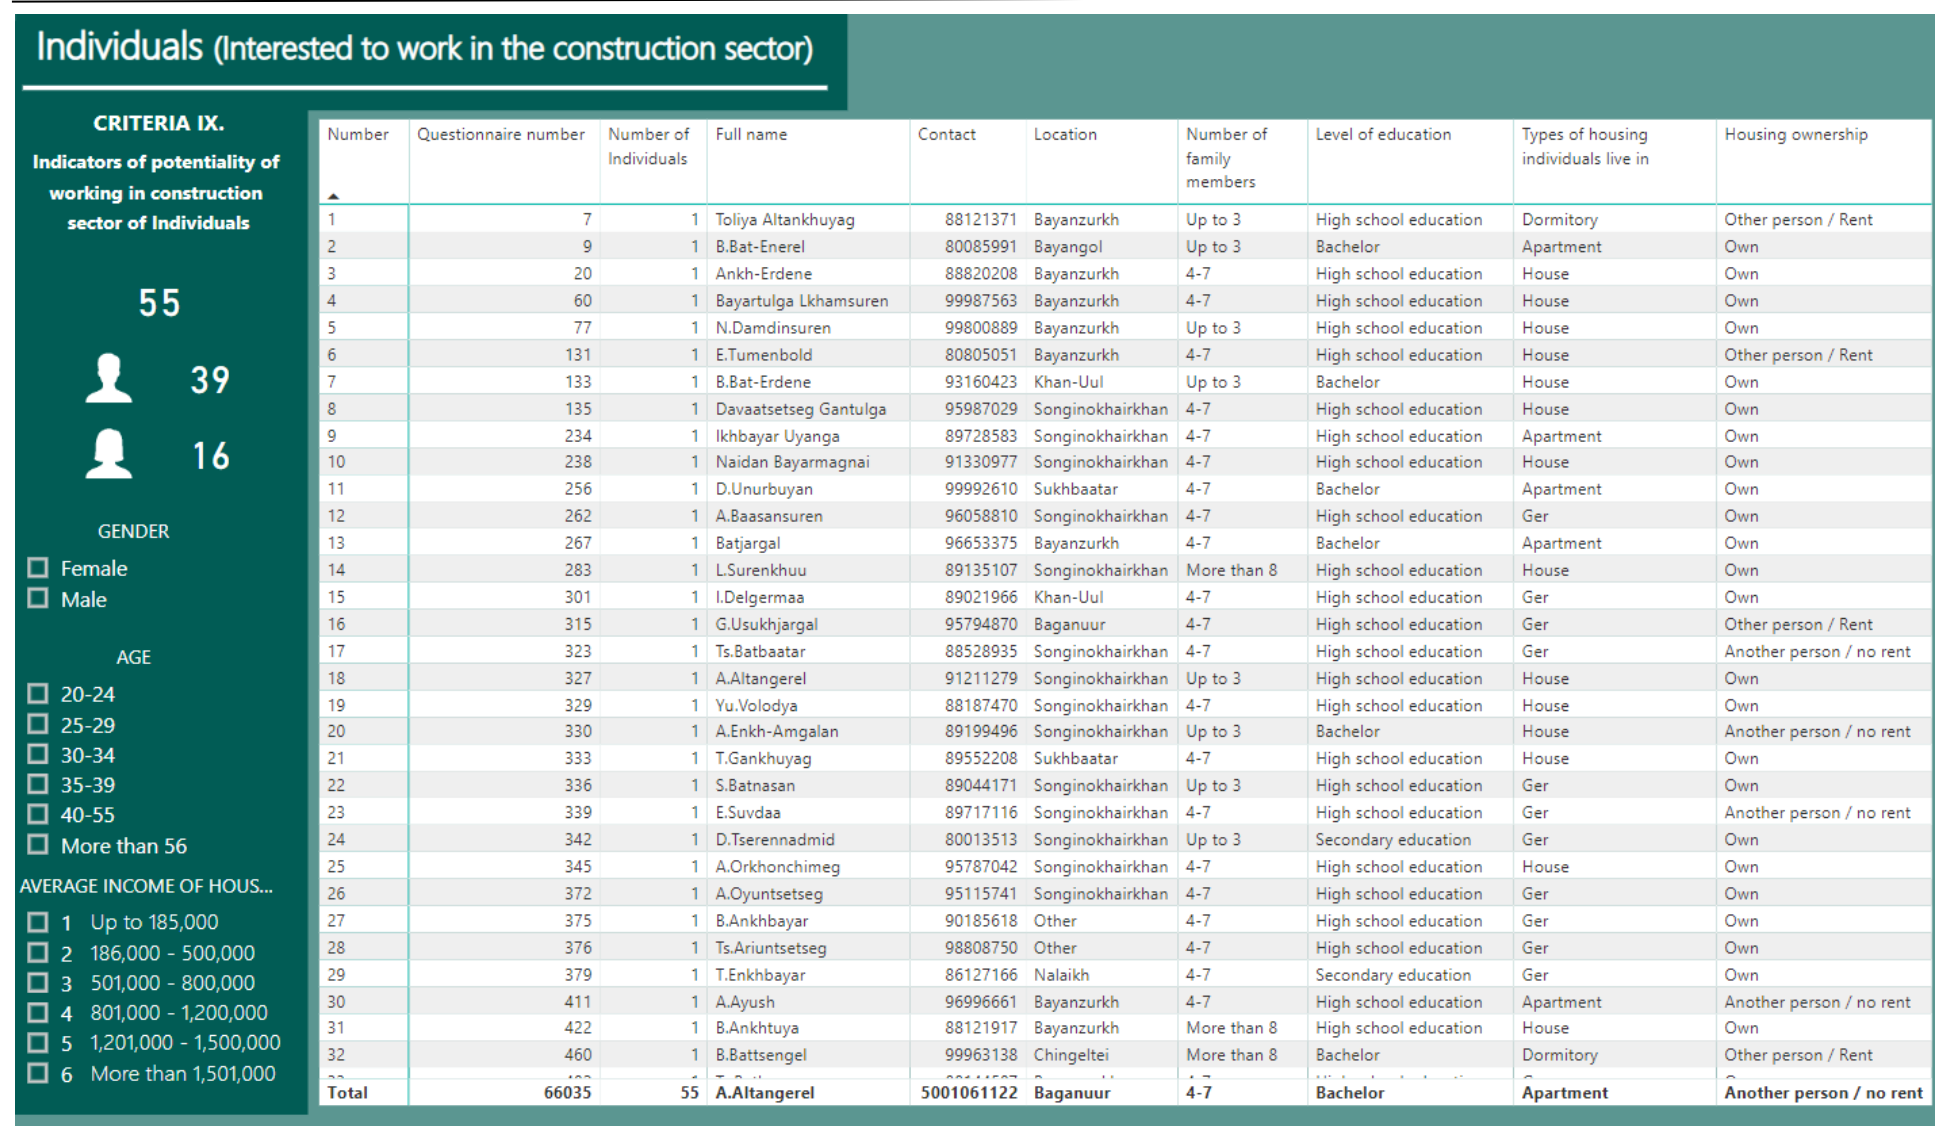 Individuals (Interested to work in the construction sector)
CRITERIA IX.
Indicators of potentiality of
working in construction
sector of Individuals
55
39
16
GENDER
Female
Male
AGE
20-24
25-29
30-34
35-39
40-55
More than 56
AVERAGE INCOME OF HOUS...
1 Up to 185,000
2 186,000 - 500,000
3 501,000 - 800,000
4 801,000 - 1,200,000
5 1,201,000 - 1,500,000
6 More than 1,501,000
Number Questionnaire number Number of Individuals Full name Contact Location Number of family members Level of education Types of housing individuals live in Housing ownership
1 7 1 Toliya Altankhuyag 88121371 Bayanzurkh Up to 3 High school education Dormitory Other person / Rent
2 9 1 B.Bat-Enerel 80085991 Bayangol Up to 3 Bachelor Apartment Own
3 20 1 Ankh-Erdene 88820208 Bayanzurkh 4-7 High school education House Own
4 60 1 Bayartulga Lkhamsuren 99987563 Bayanzurkh 4-7 High school education House Own
5 77 1 N.Damdinsuren 99800889 Bayanzurkh Up to 3 High school education House Own
6 131 1 E.Tumenbold 80805051 Bayanzurkh 4-7 High school education House Other person / Rent
7 133 1 B.Bat-Erdene 93160423 Khan-Uul Up to 3 Bachelor House Own
8 135 1 Davaatsetseg Gantulga 95987029 Songinokhairkhan 4-7 High school education House Own
9 234 1 Ikhbayar Uyanga 89728583 Songinokhairkhan 4-7 High school education Apartment Own
10 238 1 Naidan Bayarmagnai 91330977 Songinokhairkhan 4-7 High school education House Own
11 256 1 D.Unurbuyan 99992610 Sukhbaatar 4-7 Bachelor Apartment Own
12 262 1 A.Baasansuren 96058810 Songinokhairkhan 4-7 High school education Ger Own
13 267 1 Batjargal 96653375 Bayanzurkh 4-7 Bachelor Apartment Own
14 283 1 L.Surenkhuu 89135107 Songinokhairkhan More than 8 High school education House Own
15 301 1 I.Delgermaa 89021966 Khan-Uul 4-7 High school education Ger Own
16 315 1 G.Usukhjargal 95794870 Baganuur 4-7 High school education Ger Other person / Rent
17 323 1 Ts.Batbaatar 88528935 Songinokhairkhan 4-7 High school education Ger Another person / no rent
18 327 1 A.Altangerel 91211279 Songinokhairkhan Up to 3 High school education House Own
19 329 1 Yu.Volodya 88187470 Songinokhairkhan 4-7 High school education House Own
20 330 1 A.Enkh-Amgalan 89199496 Songinokhairkhan Up to 3 Bachelor House Another person / no rent
21 333 1 T.Gankhuyag 89552208 Sukhbaatar 4-7 High school education House Own
22 336 1 S.Batnasan 89044171 Songinokhairkhan Up to 3 High school education Ger Own
23 339 1 E.Suvdaa 89717116 Songinokhairkhan 4-7 High school education Ger Another person / no rent
24 342 1 D.Tserennadmid 80013513 Songinokhairkhan Up to 3 Secondary education Ger Own
25 345 1 A.Orkhonchimeg 95787042 Songinokhairkhan 4-7 High school education House Own
26 372 1 A.Oyuntsetseg 95115741 Songinokhairkhan 4-7 High school education Ger Own
27 375 1 B.Ankhbayar 90185618 Other 4-7 High school education Ger Own
28 376 1 Ts.Ariuntsetseg 98808750 Other 4-7 High school education Ger Own
29 379 1 T.Enkhbayar 86127166 Nalaikh 4-7 Secondary education Ger Own
30 411 1 A.Ayush 96996661 Bayanzurkh 4-7 High school education Apartment Another person / no rent
31 422 1 B.Ankhtuya 88121917 Bayanzurkh More than 8 High school education House Own
32 460 1 B.Battsengel 99963138 Chingeltei More than 8 Bachelor Dormitory Other person / Rent
Total 66035 55 A.Altangerel 5001061122 Baganuur 4-7 Bachelor Apartment Another person / no rent